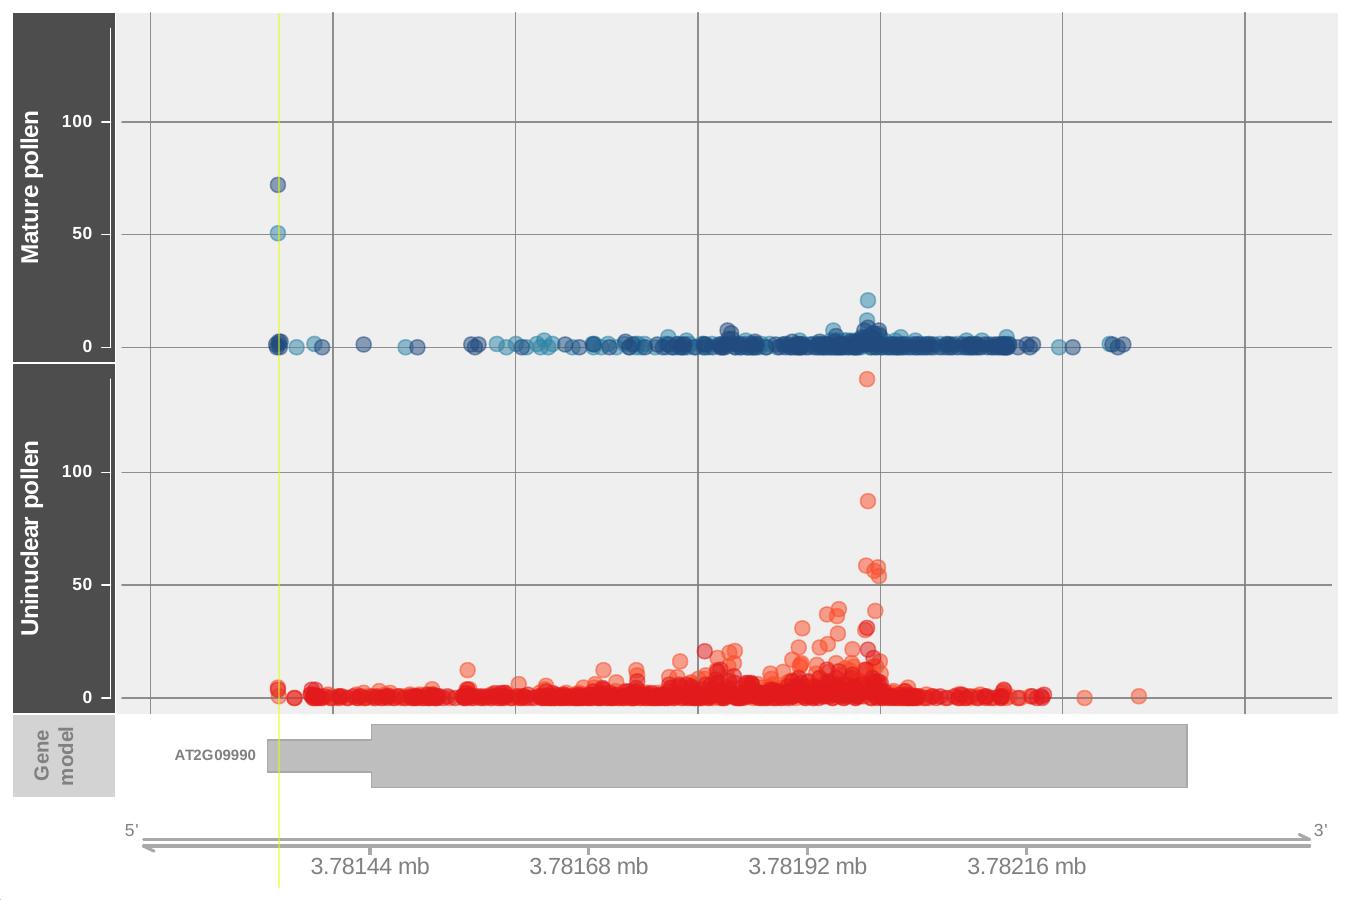 Mature pollen
100
50
0
Uninuclear pollen
100
50
0
Gene
model
AT2G09990
5'
3'
3.78144 mb
3.78168 mb
3.78192 mb
3.78216 mb